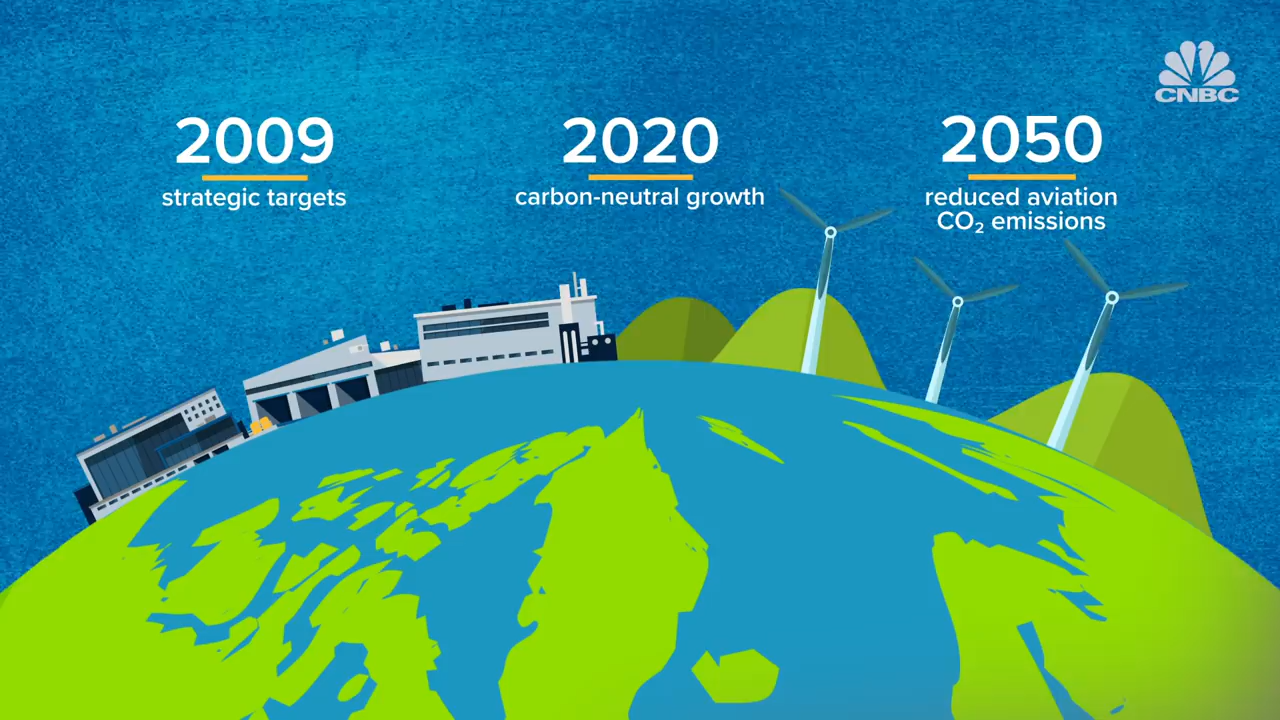 CNBC
2009
strategic targets
2020
carbon-neutral growth
2050
reduced aviation
CO₂ emissions